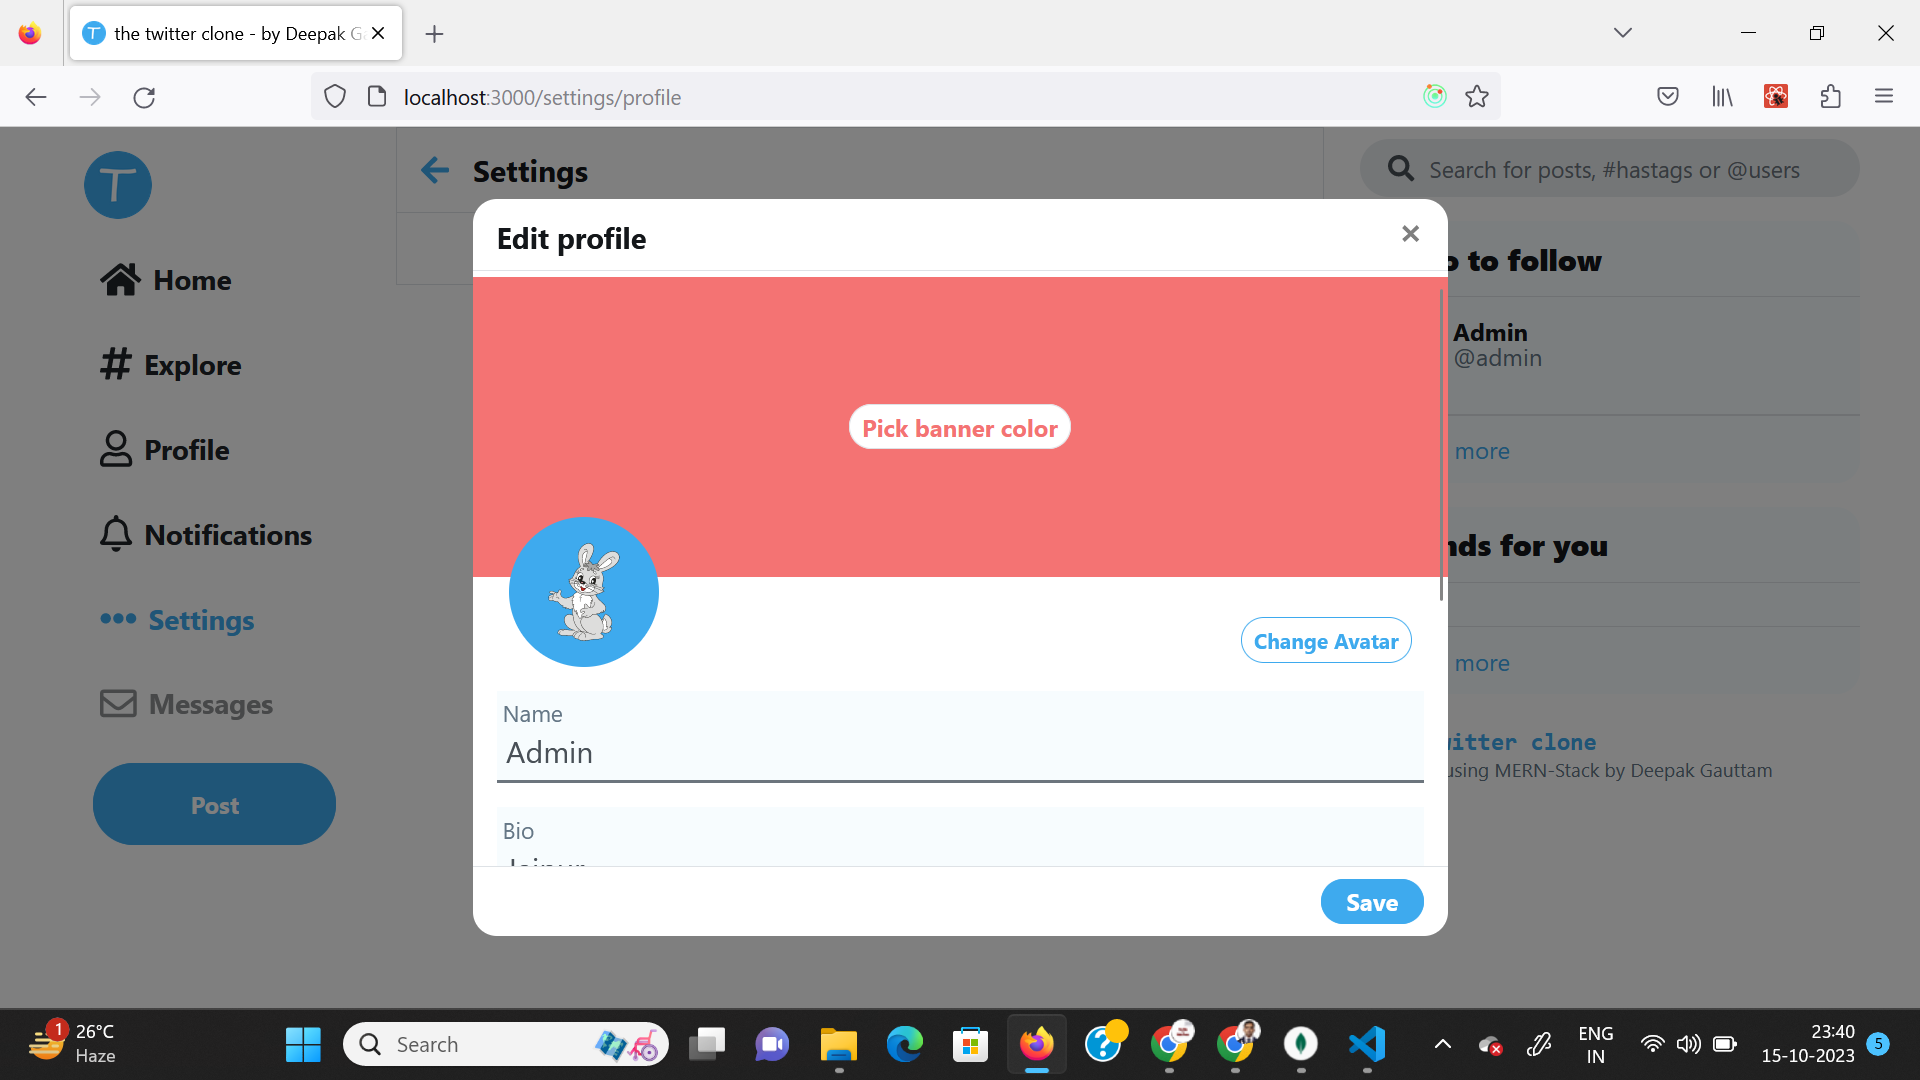 the twitter clone - by Deepak G
localhost:3000/settings/profile
T
Home
Explore
Profile
Notifications
Settings
Messages
Post
Settings
Search for posts, #hastags or @users
Edit profile
Pick banner color
Change Avatar
Name
Admin
Bio
Save
to follow
Admin
@admin
more
for you
more
clone
using MERN-Stack by Deepak Gauttam
1
26°C
Haze
Search
ENG
IN
23:40
15-10-2023
5